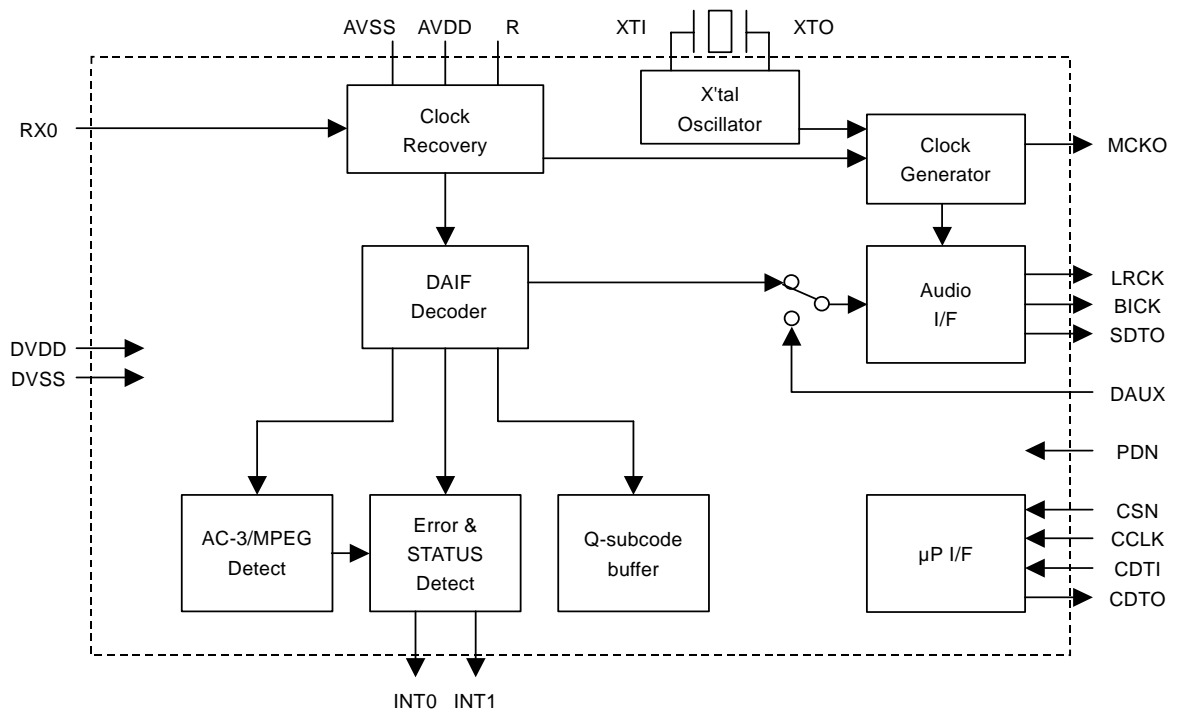 AVSS AVDD R
XTI XTO
X'tal
Oscillator
RX0
Clock
Recovery
Clock
Generator
MCKO
DAIF
Decoder
Audio
I/F
LRCK
BICK
SDTO
DVDD
DVSS
DAUX
PDN
AC-3/MPEG
Detect
Error &
STATUS
Detect
Q-subcode
buffer
µP I/F
CSN
CCLK
CDTI
CDTO
INT0 INT1